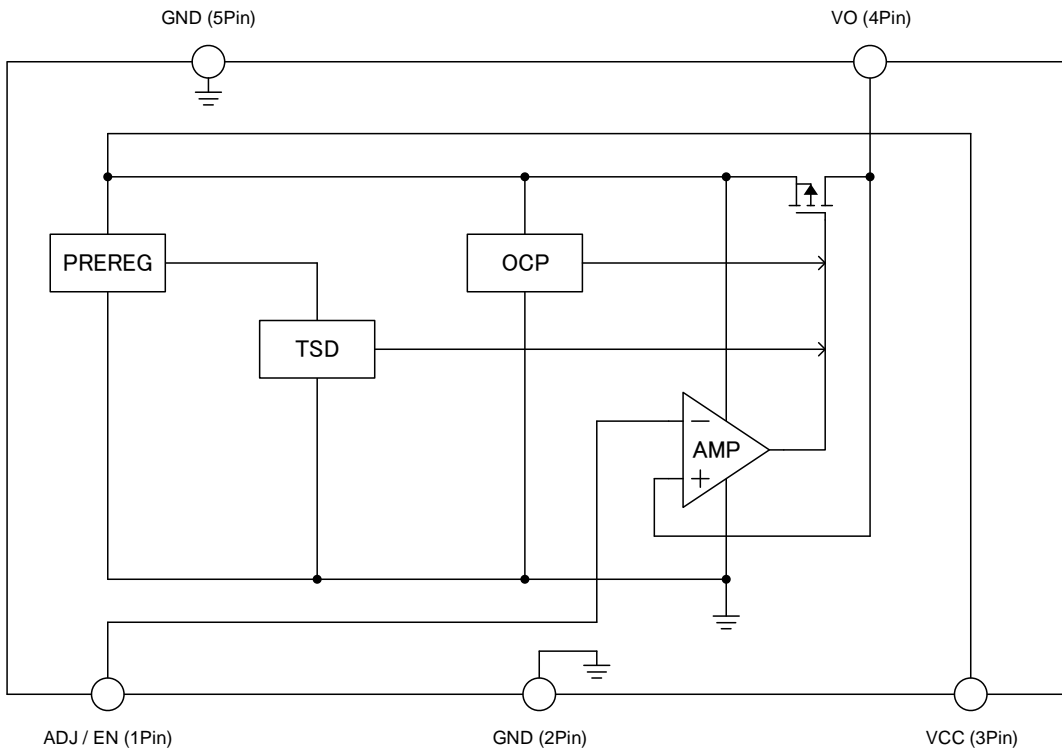 GND (5Pin)
VO (4Pin)
PREREG
OCP
TSD
−
AMP
+
ADJ / EN (1Pin)
GND (2Pin)
VCC (3Pin)